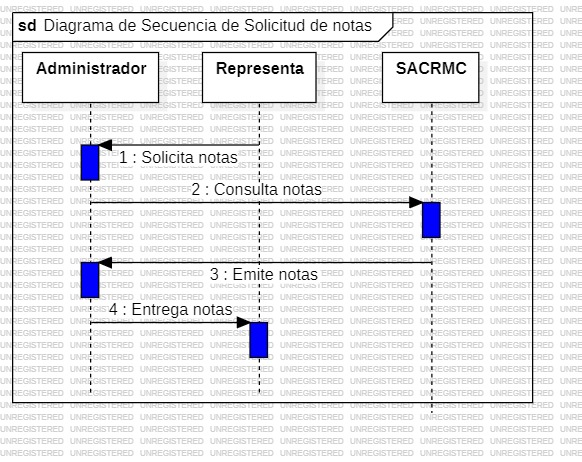 sd Diagrama de Secuencia de Solicitud de notas
Administrador Representa SACRMC
1 : Solicita notas
2 : Consulta notas
3 : Emite notas
4 : Entrega notas
UNREGISTERED